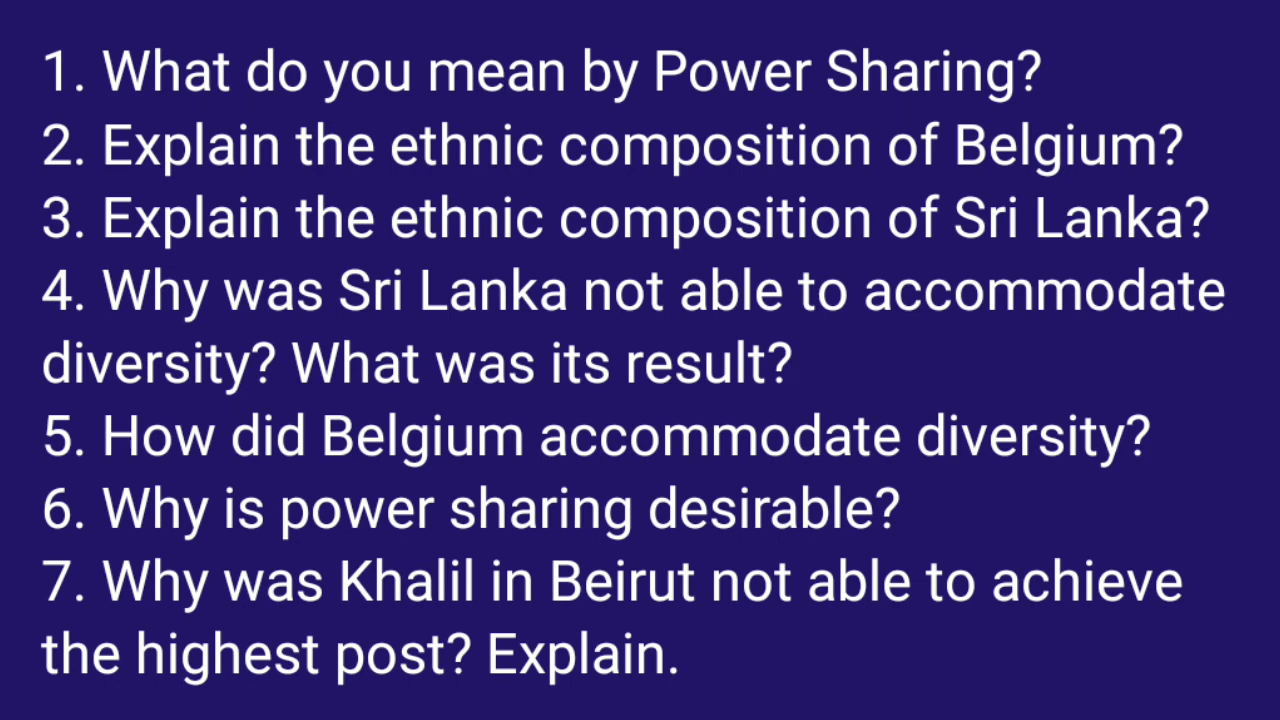 1. What do you mean by Power Sharing?
2. Explain the ethnic composition of Belgium?
3. Explain the ethnic composition of Sri Lanka?
4. Why was Sri Lanka not able to accommodate
diversity? What was its result?
5. How did Belgium accommodate diversity?
6. Why is power sharing desirable?
7. Why was Khalil in Beirut not able to achieve
the highest post? Explain.